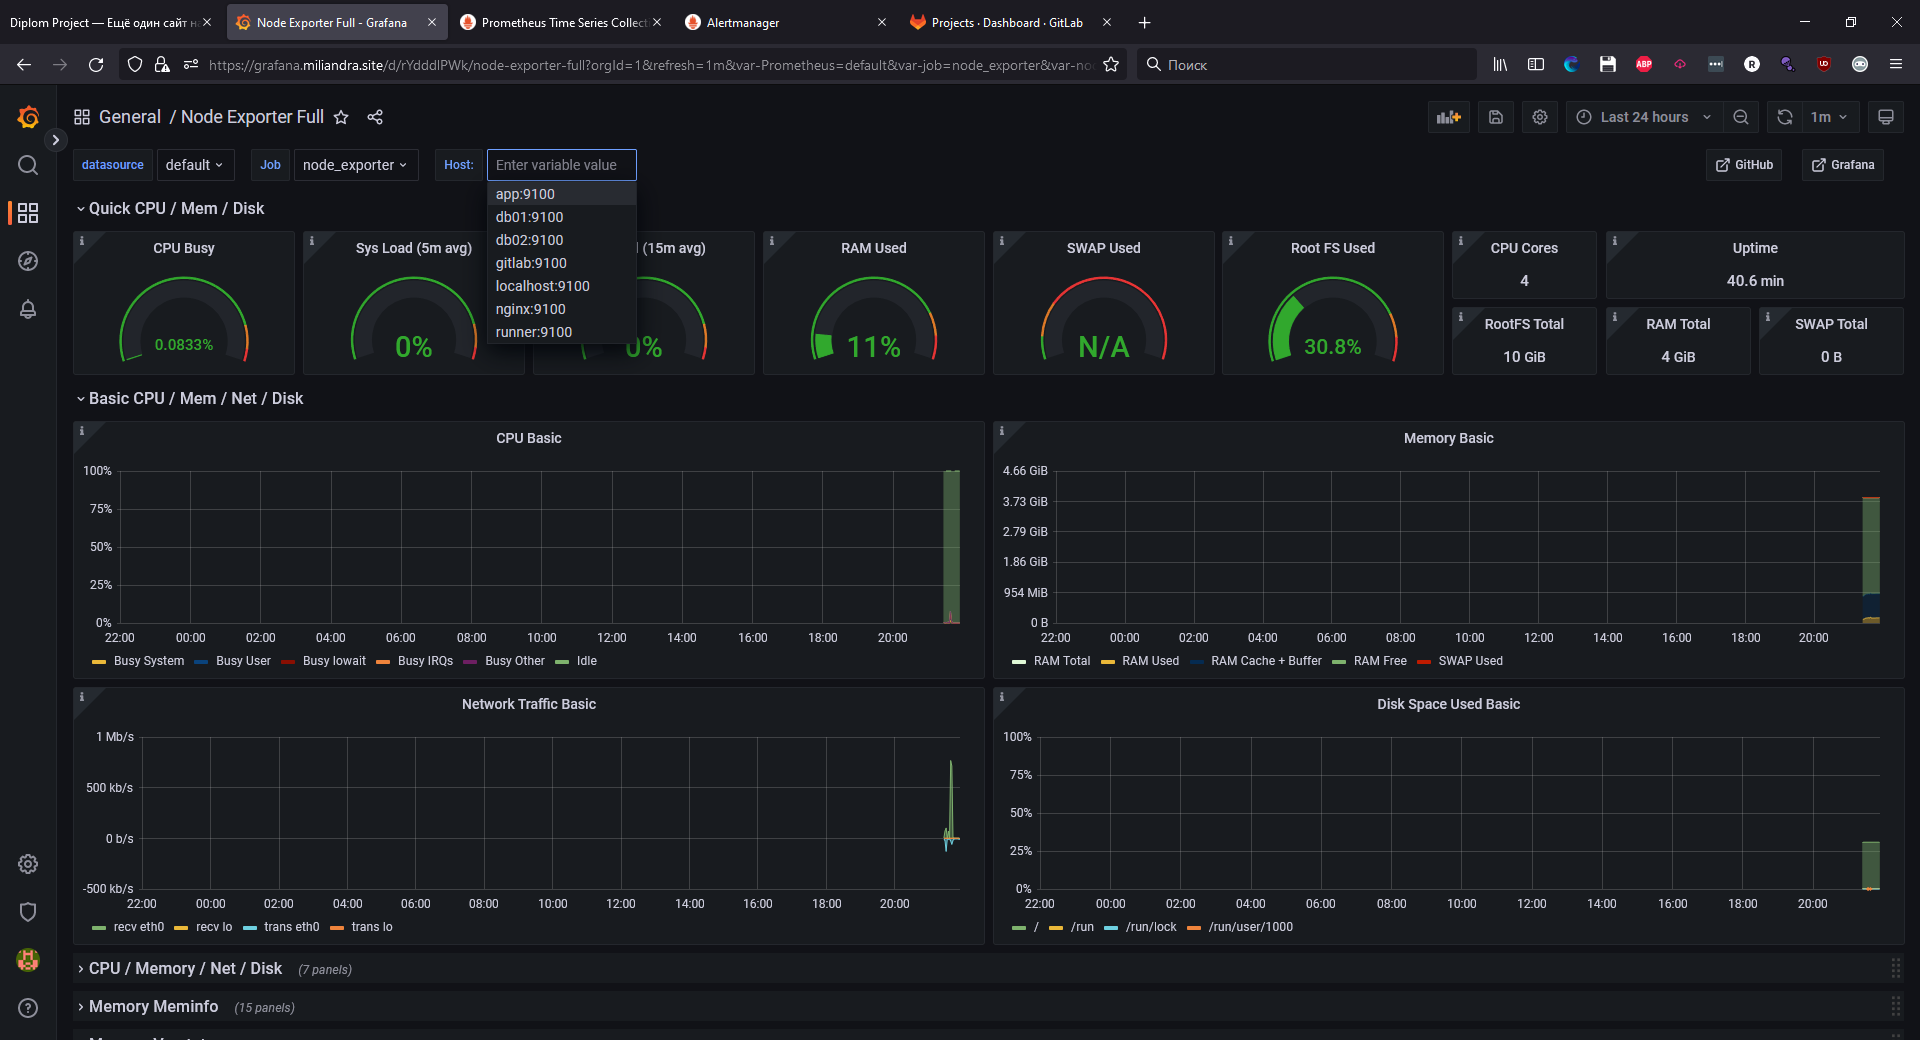 Diplom Project — Ещё один сайт на
Node Exporter Full - Grafana
Prometheus Time Series Collecti
Alertmanager
Projects · Dashboard · GitLab
https://grafana.miliandra.site/d/rYdddlPWk/node-exporter-full?orgId=1&refresh=1m&var-Prometheus=default&var-job=node_exporter&var-no
Поиск
ABP
R
General / Node Exporter Full
Last 24 hours
1m
datasource
default
Job
node_exporter
Host:
Enter variable value
GitHub
Grafana
app:9100
db01:9100
db02:9100
gitlab:9100
localhost:9100
nginx:9100
runner:9100
Quick CPU / Mem / Disk
CPU Busy
0.0833%
Sys Load (5m avg)
0%
(15m avg)
0%
RAM Used
11%
SWAP Used
N/A
Root FS Used
30.8%
CPU Cores
4
Uptime
40.6 min
RootFS Total
10 GiB
RAM Total
4 GiB
SWAP Total
0 B
Basic CPU / Mem / Net / Disk
CPU Basic
100%
75%
50%
25%
0%
22:00 00:00 02:00 04:00 06:00 08:00 10:00 12:00 14:00 16:00 18:00 20:00
Busy System Busy User Busy Iowait Busy IRQs Busy Other Idle
Memory Basic
4.66 GiB
3.73 GiB
2.79 GiB
1.86 GiB
954 MiB
0 B
22:00 00:00 02:00 04:00 06:00 08:00 10:00 12:00 14:00 16:00 18:00 20:00
RAM Total RAM Used RAM Cache + Buffer RAM Free SWAP Used
Network Traffic Basic
1 Mb/s
500 kb/s
0 b/s
-500 kb/s
22:00 00:00 02:00 04:00 06:00 08:00 10:00 12:00 14:00 16:00 18:00 20:00
recv eth0 recv lo trans eth0 trans lo
Disk Space Used Basic
100%
75%
50%
25%
0%
22:00 00:00 02:00 04:00 06:00 08:00 10:00 12:00 14:00 16:00 18:00 20:00
/ /run /run/lock /run/user/1000
CPU / Memory / Net / Disk (7 panels)
Memory Meminfo (15 panels)